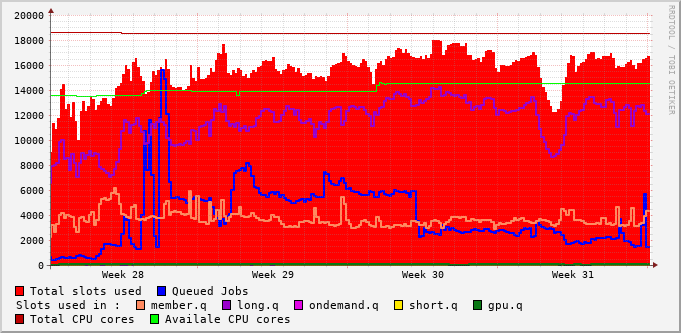 20000
18000
16000
14000
12000
10000
8000
6000
4000
2000
0
Week 28 Week 29 Week 30 Week 31
Total slots used Queued Jobs
Slots used in : member.q long.q ondemand.q short.q gpu.q
Total CPU cores Availale CPU cores
RRDTOOL / TOBI OETIKER